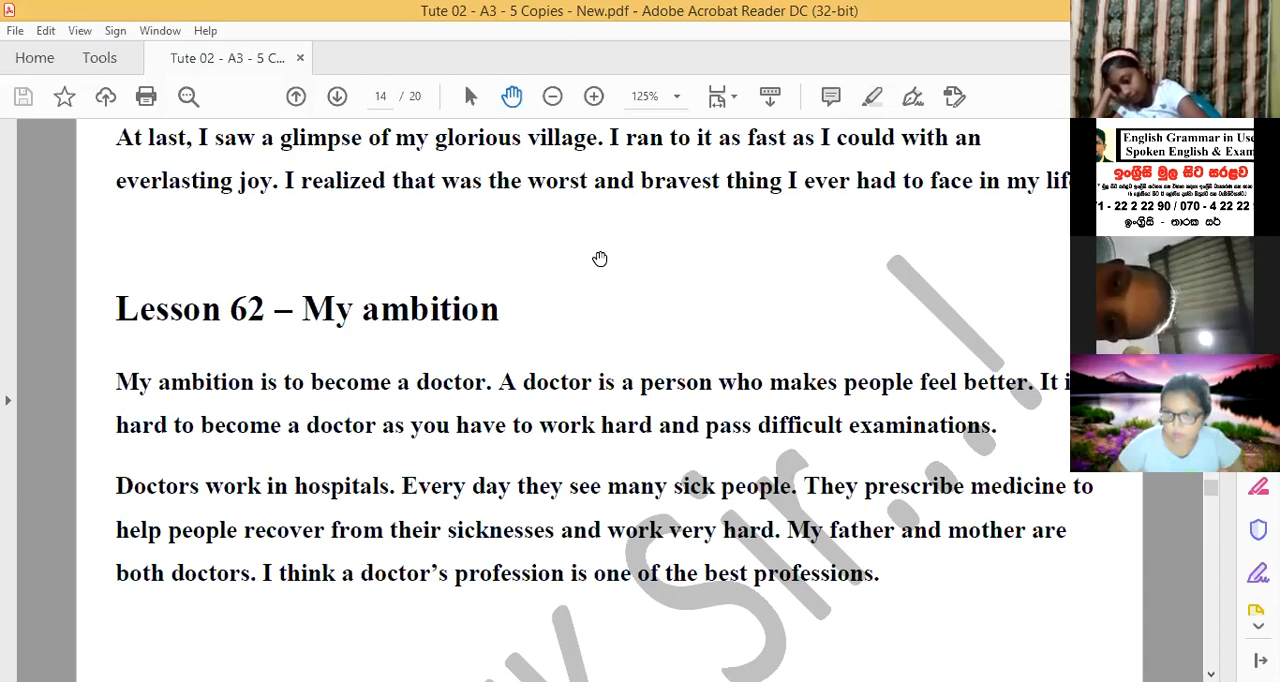 Tute 02 - A3 - 5 Copies - New.pdf - Adobe Acrobat Reader DC (32-bit)
File Edit View Sign Window Help
Home Tools Tute 02 - A3 - 5 C... ×
14 / 20 125%
At last, I saw a glimpse of my glorious village. I ran to it as fast as I could with an
everlasting joy. I realized that was the worst and bravest thing I ever had to face in my lif
Lesson 62 – My ambition
My ambition is to become a doctor. A doctor is a person who makes people feel better. It i
hard to become a doctor as you have to work hard and pass difficult examinations.
Doctors work in hospitals. Every day they see many sick people. They prescribe medicine to
help people recover from their sicknesses and work very hard. My father and mother are
both doctors. I think a doctor's profession is one of the best professions.
Sir...!
English Grammar in Use
Spoken English & Exam
ඉංග්‍රීසි මුල සිට සරළව
71 - 22 2 22 90 / 070 - 4 22 22
ඉංග්‍රීසි - තාරක සර්